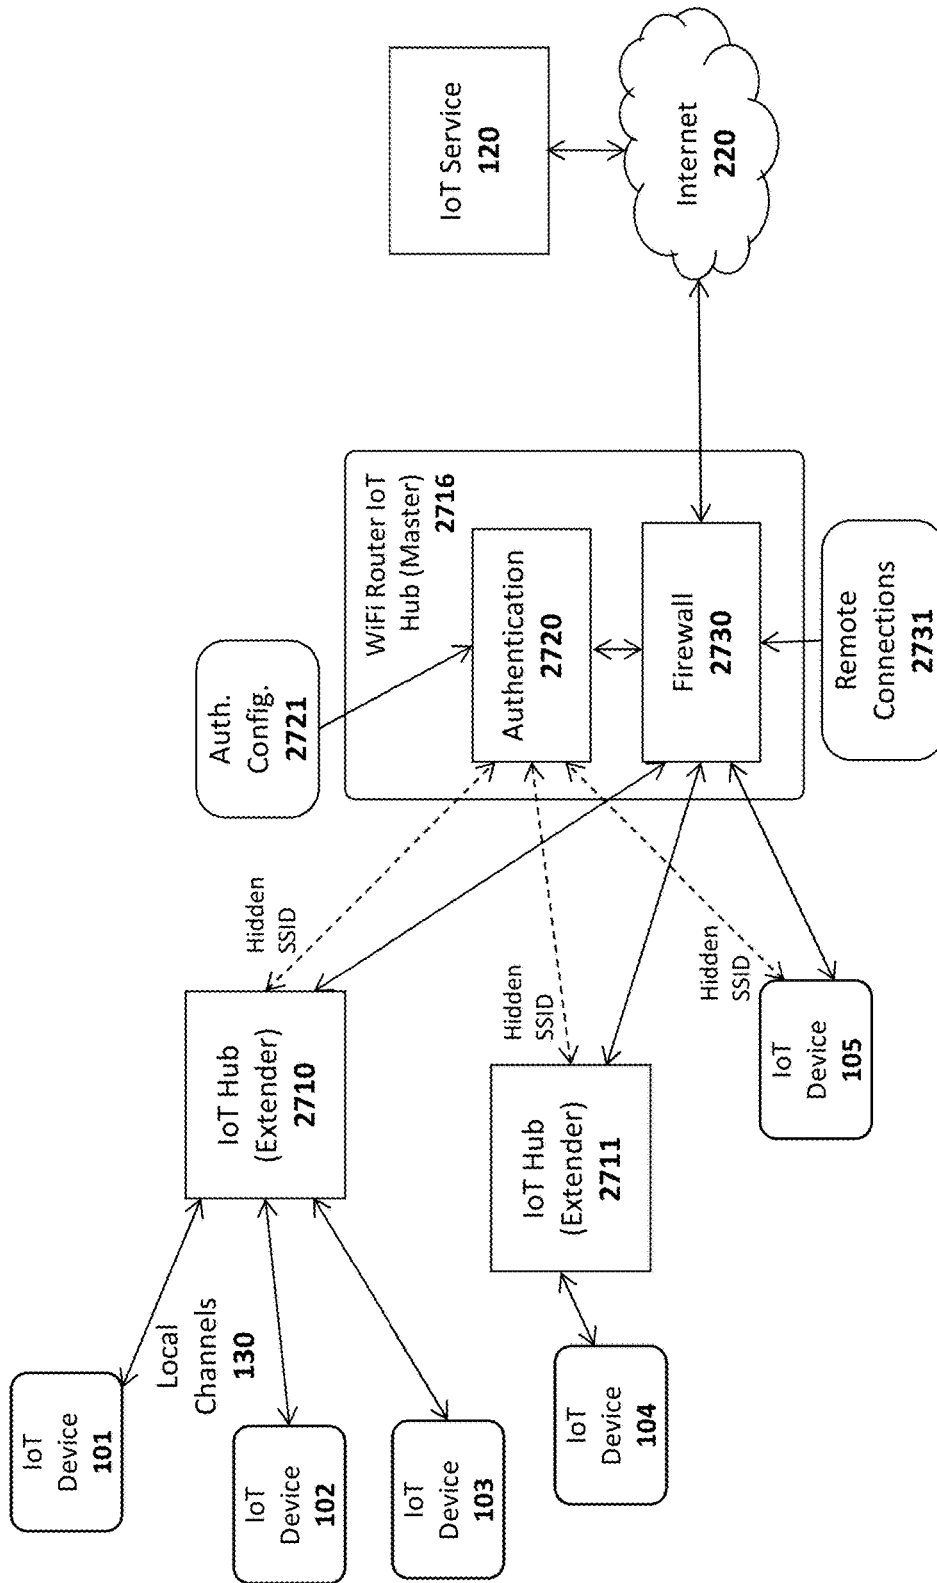 IoT
Device
101
IoT
Device
102
IoT
Device
103
IoT
Device
104
Local
Channels
130
IoT Hub
(Extender)
2710
IoT Hub
(Extender)
2711
IoT
Device
105
Hidden
SSID
Hidden
SSID
Hidden
SSID
Auth.
Config.
2721
WiFi Router IoT
Hub (Master)
2716
Authentication
2720
Firewall
2730
Remote
Connections
2731
IoT Service
120
Internet
220